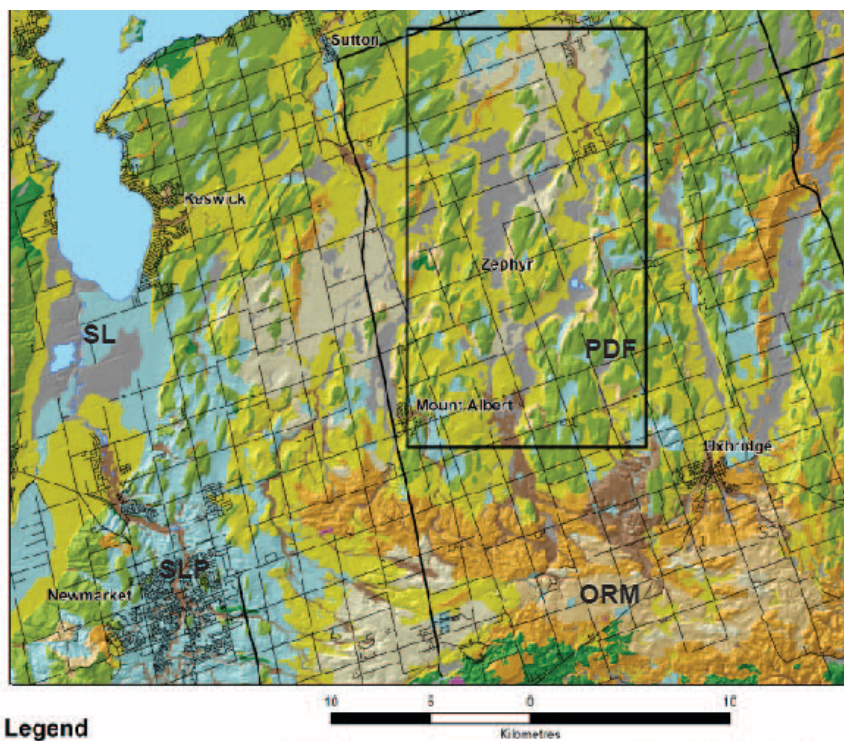 Sutton
Keswick
Zephyr
SL
PDF
Mount Albert
Uxbridge
SLP
Newmarket
ORM
10 5 0 10
Kilometres
Legend